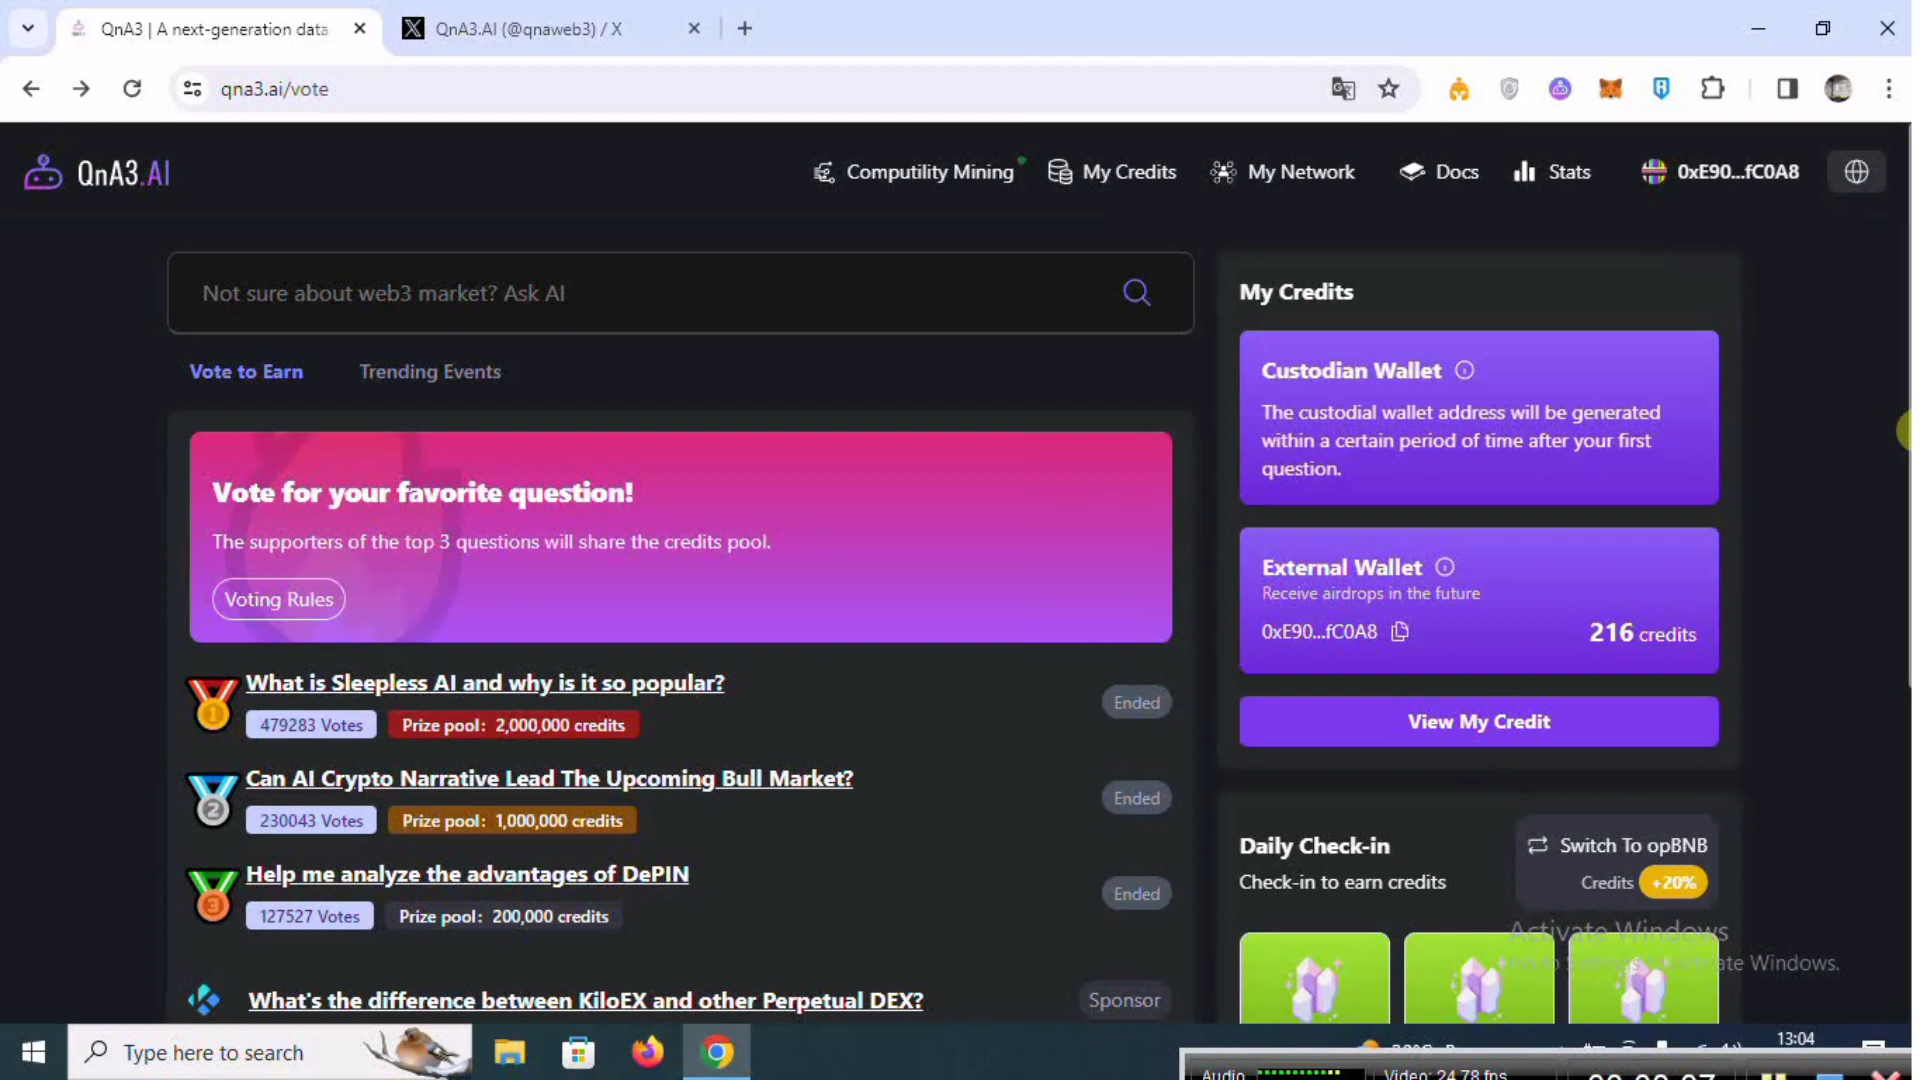 QnA3 | A next-generation data
QnA3.AI (@qnaweb3) / X
qna3.ai/vote
QnA3.AI
Computility Mining
My Credits
My Network
Docs
Stats
0xE90...fC0A8
Not sure about web3 market? Ask AI
Vote to Earn
Trending Events
Vote for your favorite question!
The supporters of the top 3 questions will share the credits pool.
Voting Rules
1
What is Sleepless AI and why is it so popular?
479283 Votes
Prize pool: 2,000,000 credits
Ended
2
Can AI Crypto Narrative Lead The Upcoming Bull Market?
230043 Votes
Prize pool: 1,000,000 credits
Ended
3
Help me analyze the advantages of DePIN
127527 Votes
Prize pool: 200,000 credits
Ended
What's the difference between KiloEX and other Perpetual DEX?
Sponsor
My Credits
Custodian Wallet
The custodial wallet address will be generated
within a certain period of time after your first
question.
External Wallet
Receive airdrops in the future
0xE90...fC0A8
216 credits
View My Credit
Daily Check-in
Check-in to earn credits
Switch To opBNB
Credits +20%
Activate Windows
ate Windows.
Type here to search
13:04
Audio
Video: 24.78 fps